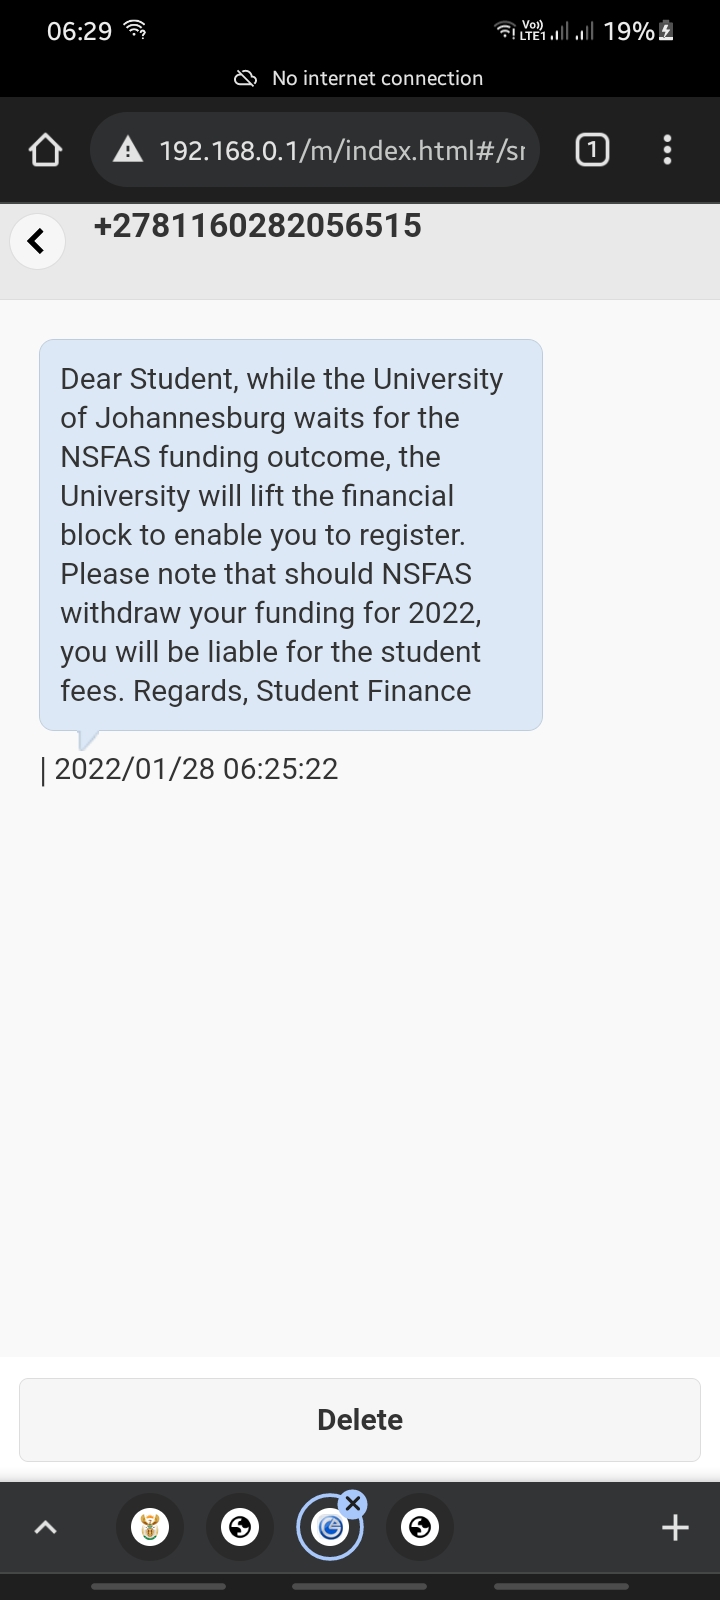 06:29 Vo)) LTE1 19%
No internet connection
192.168.0.1/m/index.html#/sr 1
+2781160282056515
Dear Student, while the University
of Johannesburg waits for the
NSFAS funding outcome, the
University will lift the financial
block to enable you to register.
Please note that should NSFAS
withdraw your funding for 2022,
you will be liable for the student
fees. Regards, Student Finance
| 2022/01/28 06:25:22
Delete